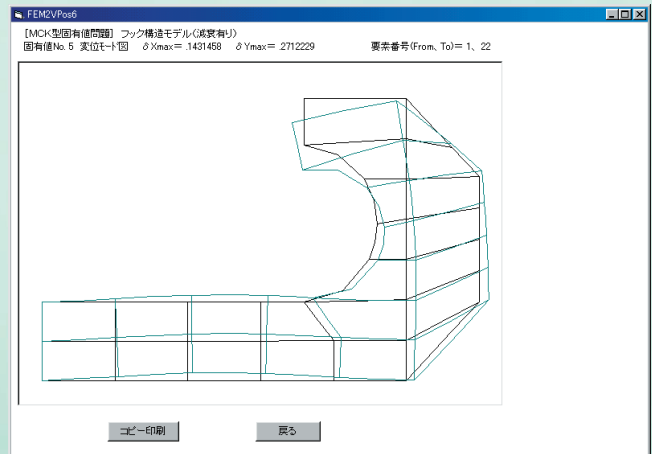 FEM2VPos6
[MCK型固有値問題] フック構造モデル(減衰有り)
固有値No. 5 変位モード図 δXmax= .1431458 δYmax= .2712229 要素番号(From、To)= 1、 22
コピー印刷 戻る